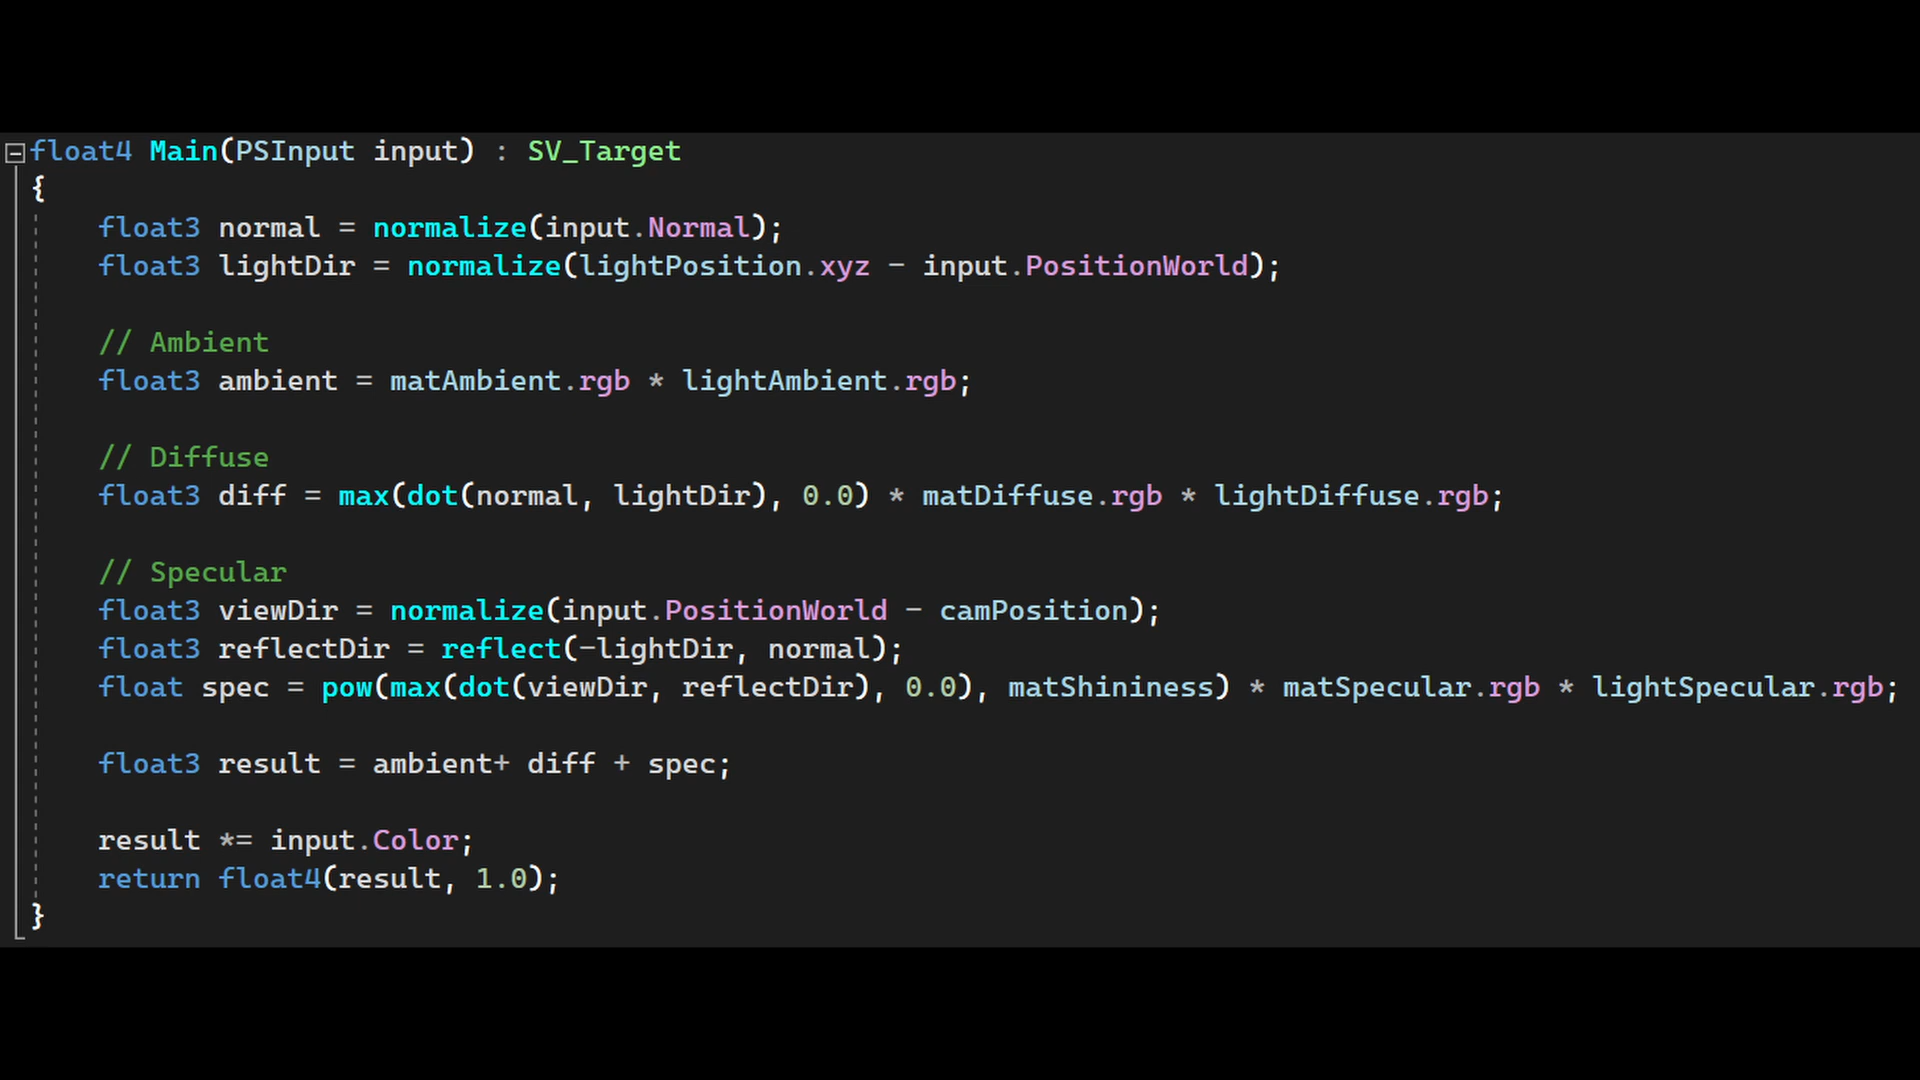 float4 Main(PSInput input) : SV_Target
{
    float3 normal = normalize(input.Normal);
    float3 lightDir = normalize(lightPosition.xyz - input.PositionWorld);

    // Ambient
    float3 ambient = matAmbient.rgb * lightAmbient.rgb;

    // Diffuse
    float3 diff = max(dot(normal, lightDir), 0.0) * matDiffuse.rgb * lightDiffuse.rgb;

    // Specular
    float3 viewDir = normalize(input.PositionWorld - camPosition);
    float3 reflectDir = reflect(-lightDir, normal);
    float spec = pow(max(dot(viewDir, reflectDir), 0.0), matShininess) * matSpecular.rgb * lightSpecular.rgb;

    float3 result = ambient+ diff + spec;

    result *= input.Color;
    return float4(result, 1.0);
}